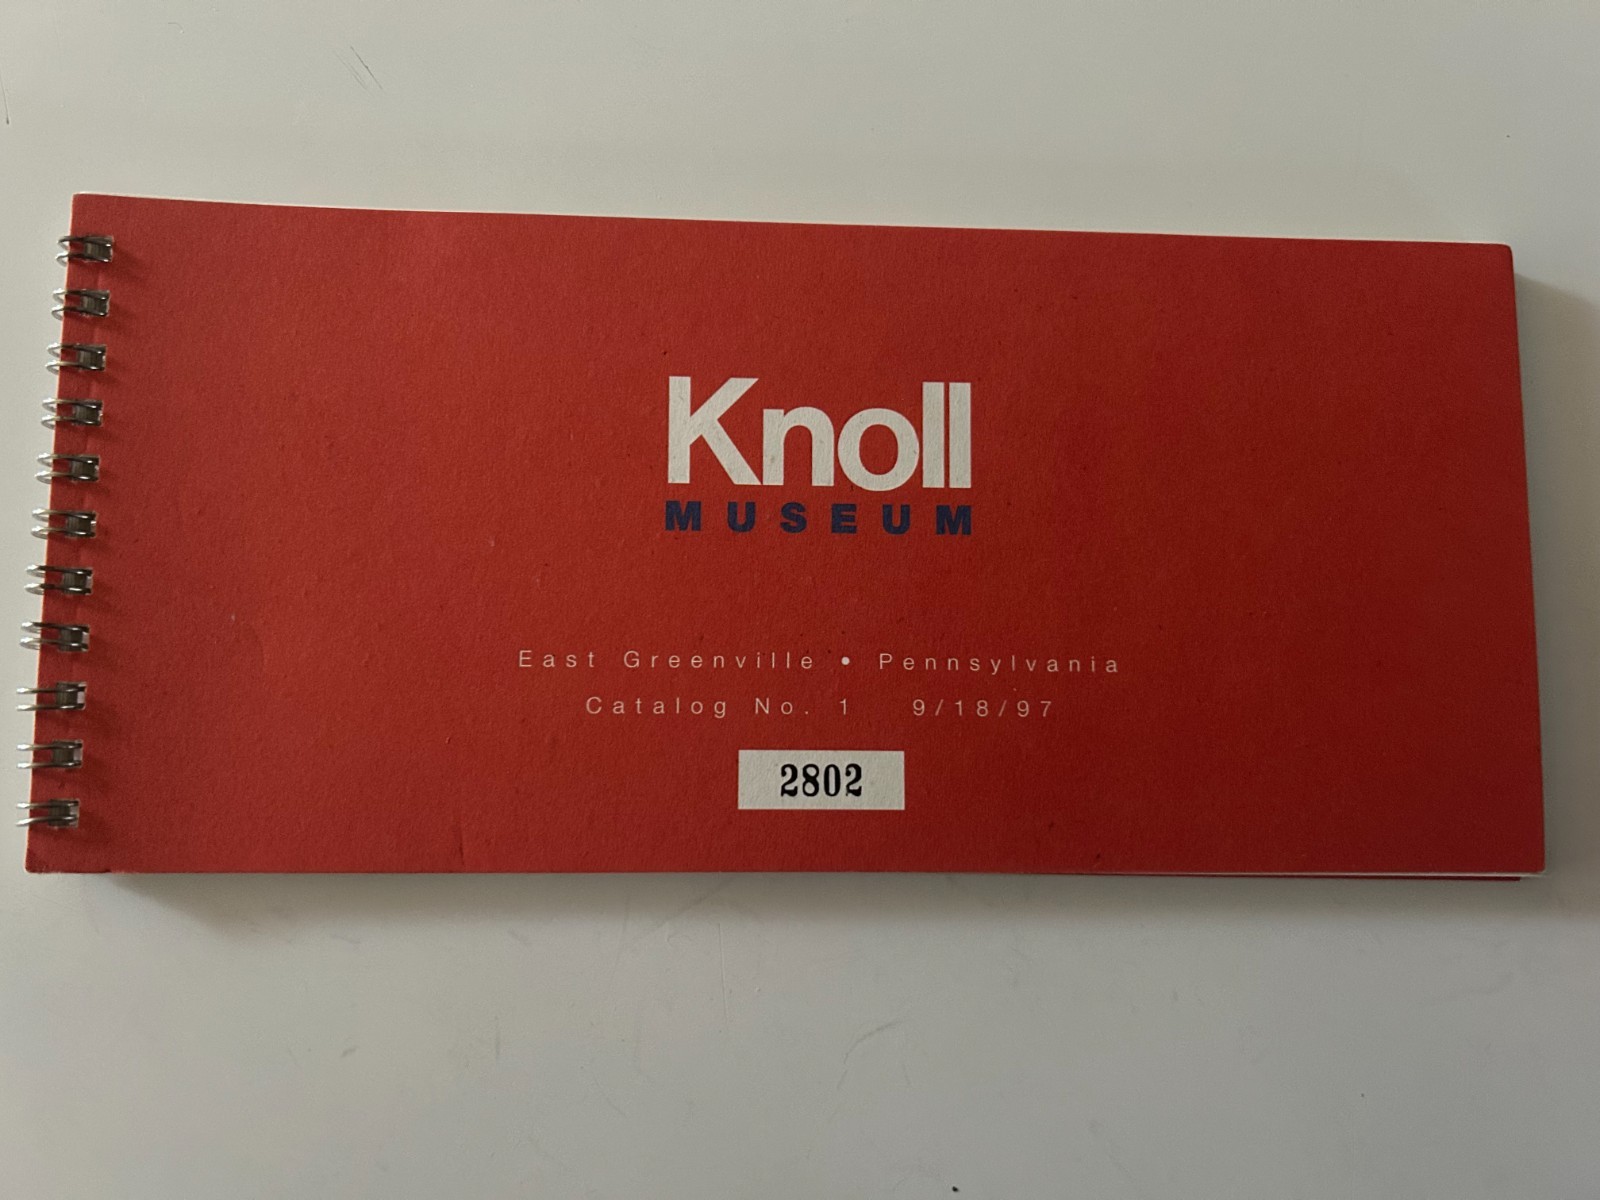 Knoll
MUSEUM
East Greenville • Pennsylvania
Catalog No. 1 9/18/97
2802